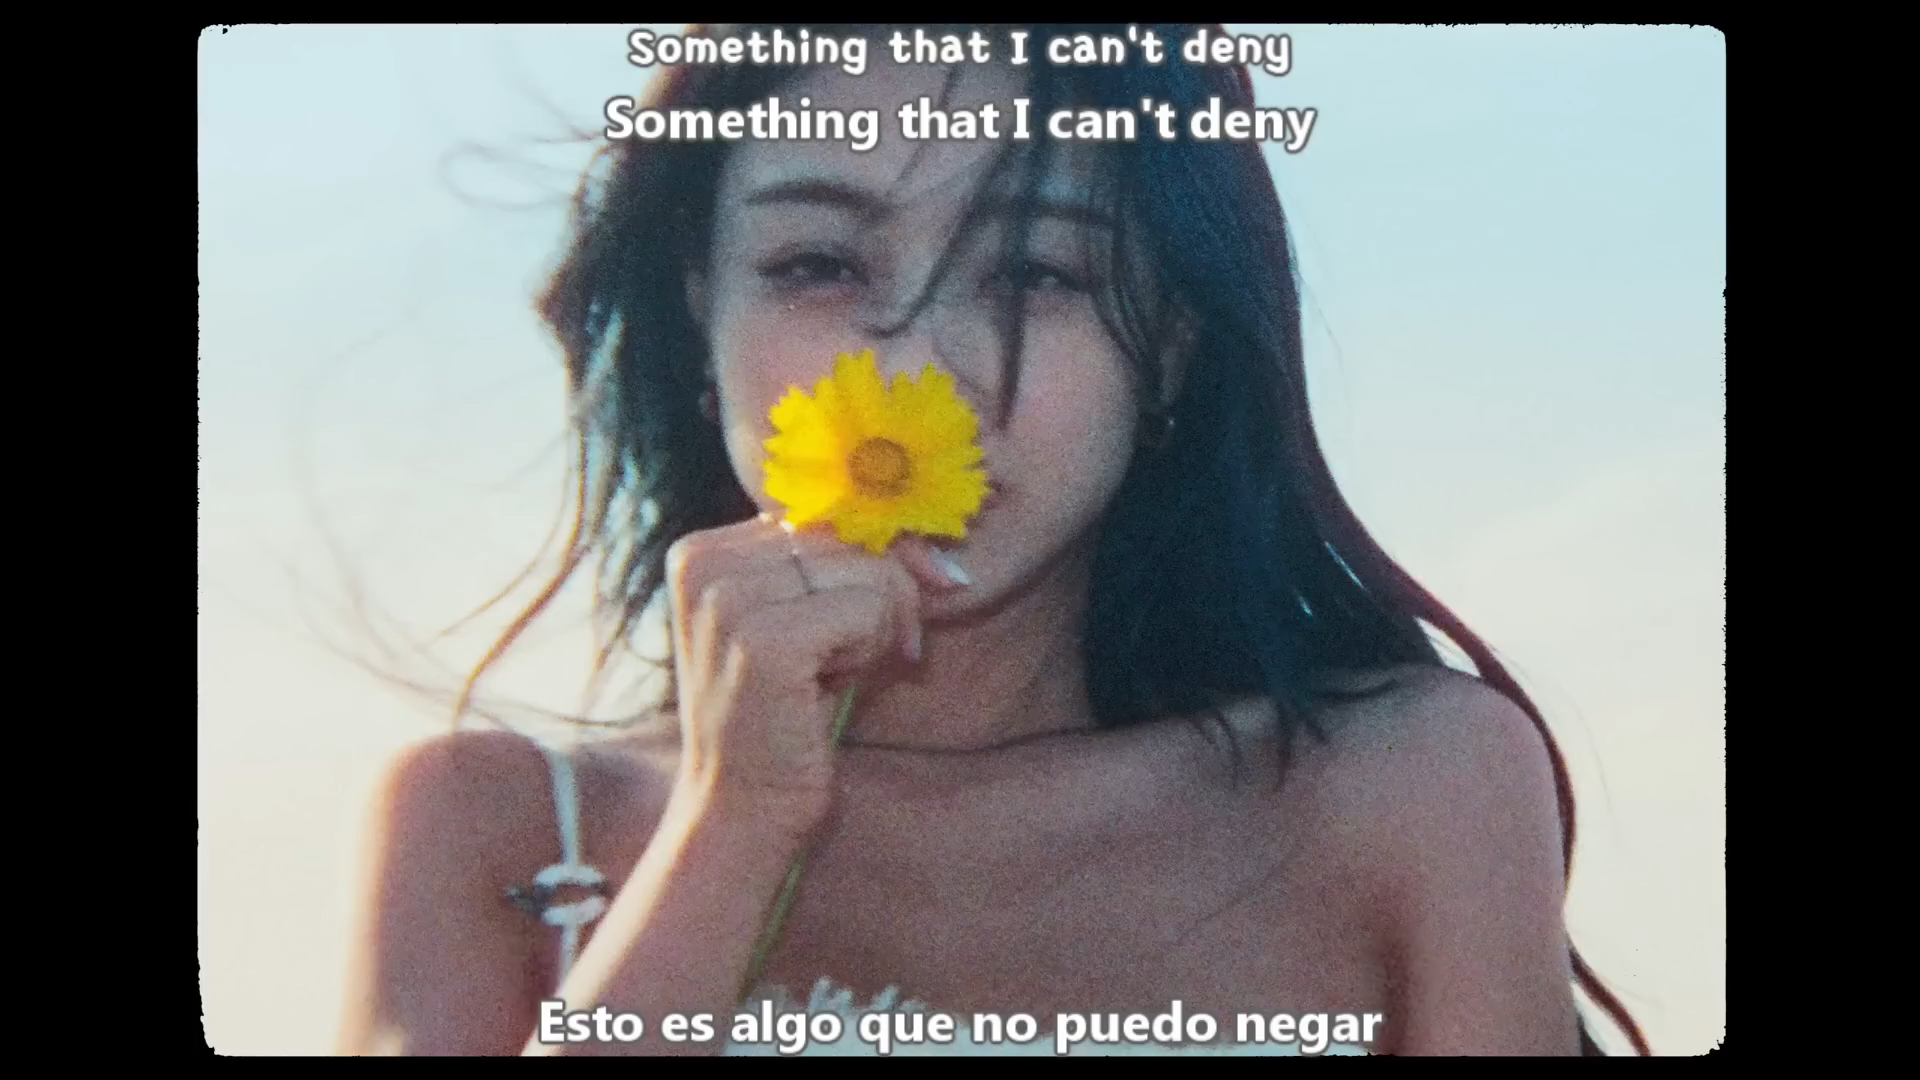 Something that I can't deny
Something that I can't deny
Esto es algo que no puedo negar